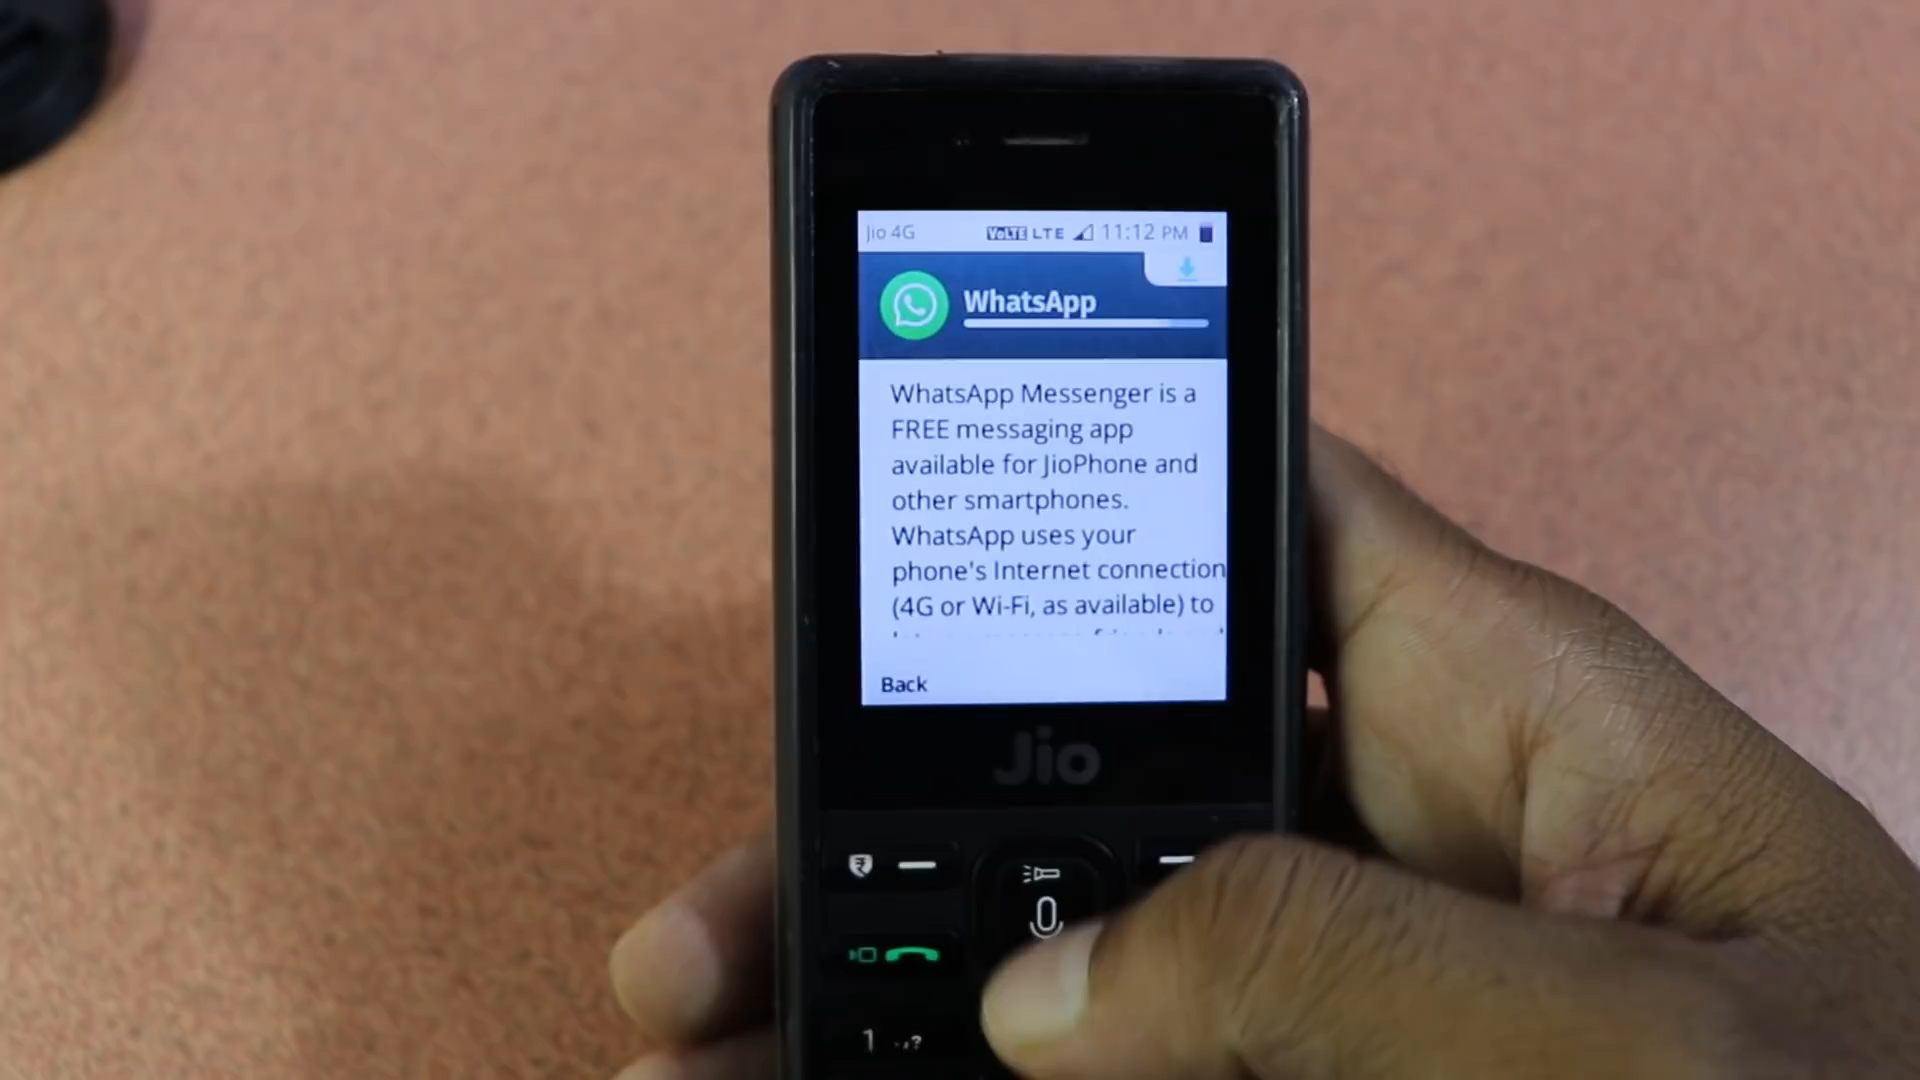 Jio 4G VoLTE LTE 11:12 PM
WhatsApp
WhatsApp Messenger is a
FREE messaging app
available for JioPhone and
other smartphones.
WhatsApp uses your
phone's Internet connection
(4G or Wi-Fi, as available) to
Back
Jio
1 .,?